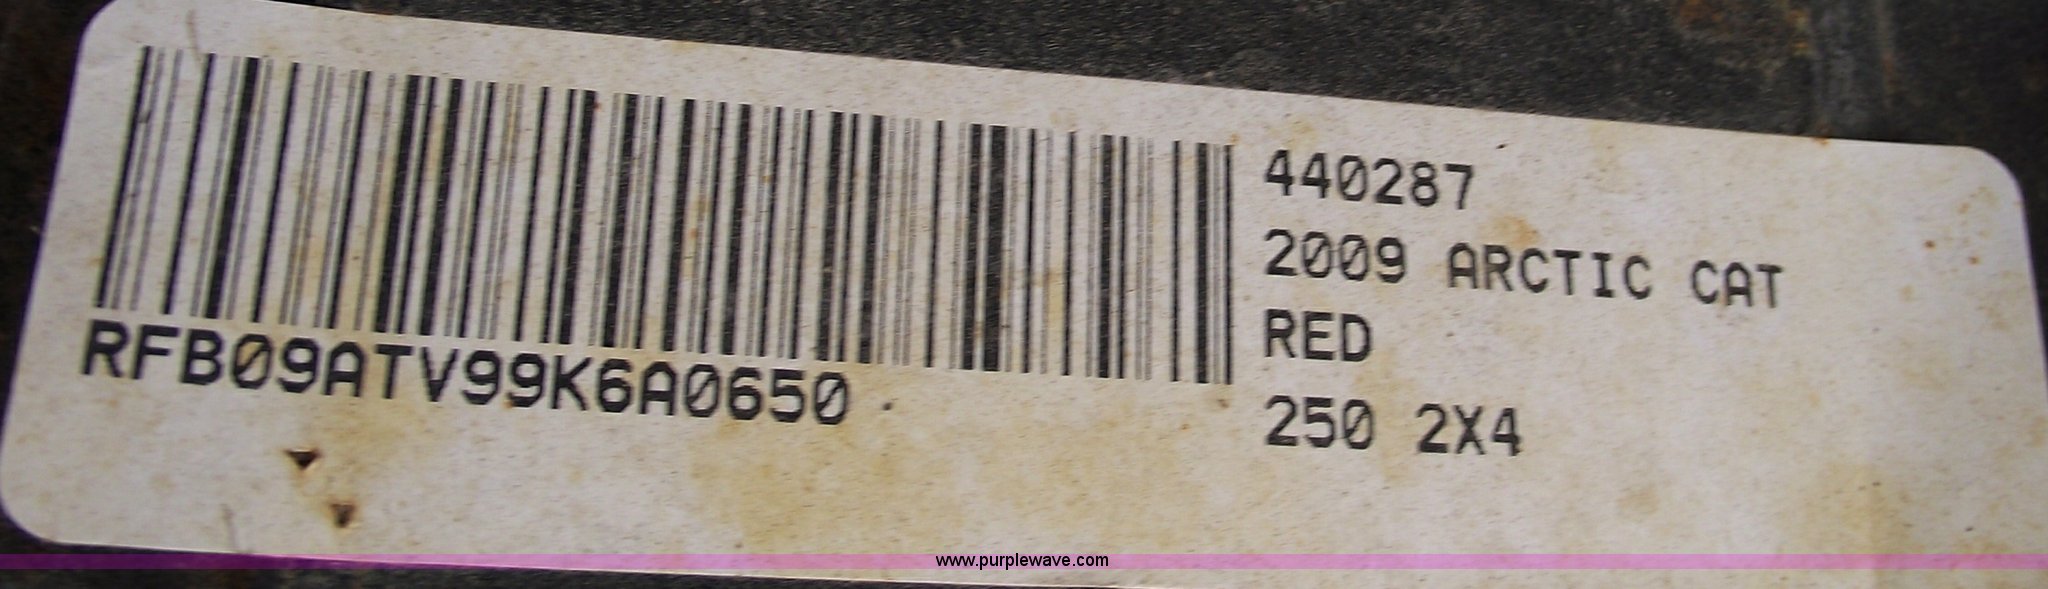 440287
2009 ARCTIC CAT
RED
250 2X4
RFB09ATV99K6A0650
www.purplewave.com